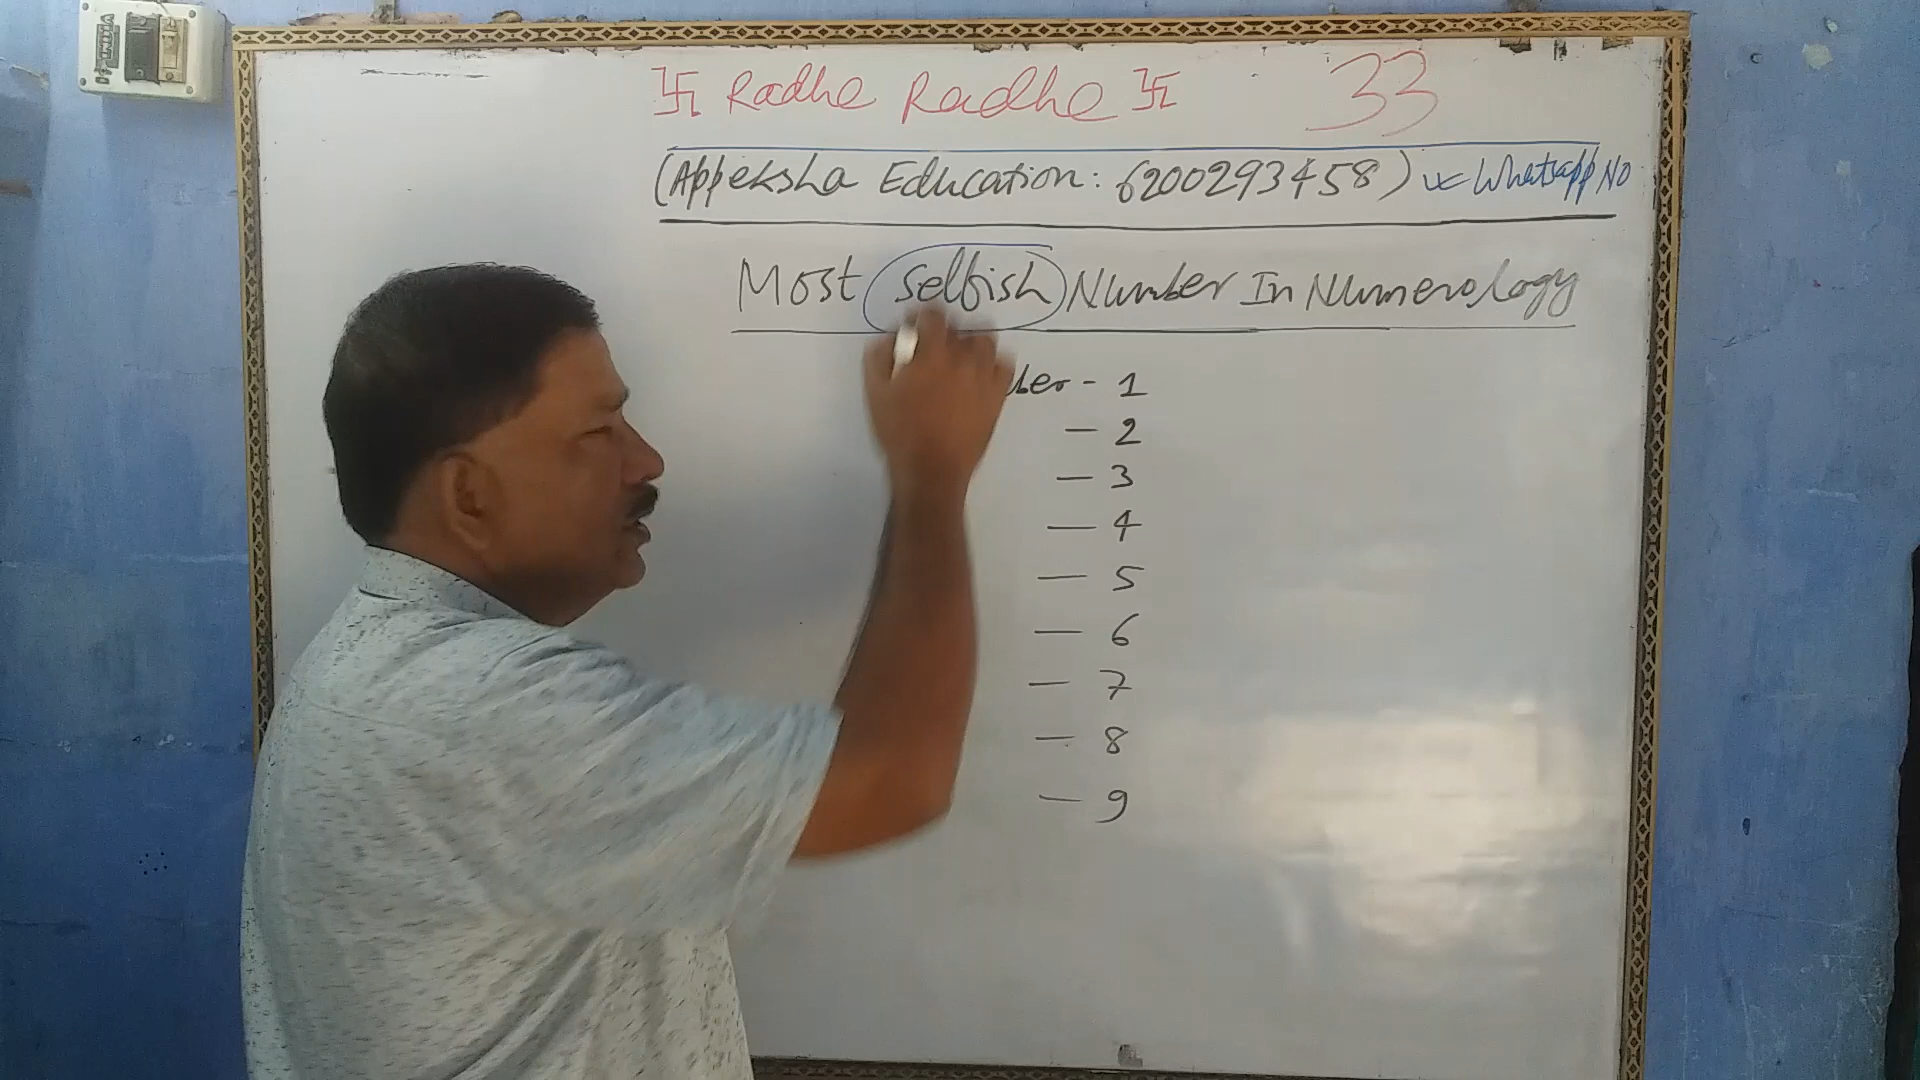 卐 Radhe Radhe 卐 33
(Appeksha Education: 6200293458) ← Whatsapp No
Most Selfish Number In Numerology
ber - 1
- 2
- 3
- 4
- 5
- 6
- 7
- 8
- 9